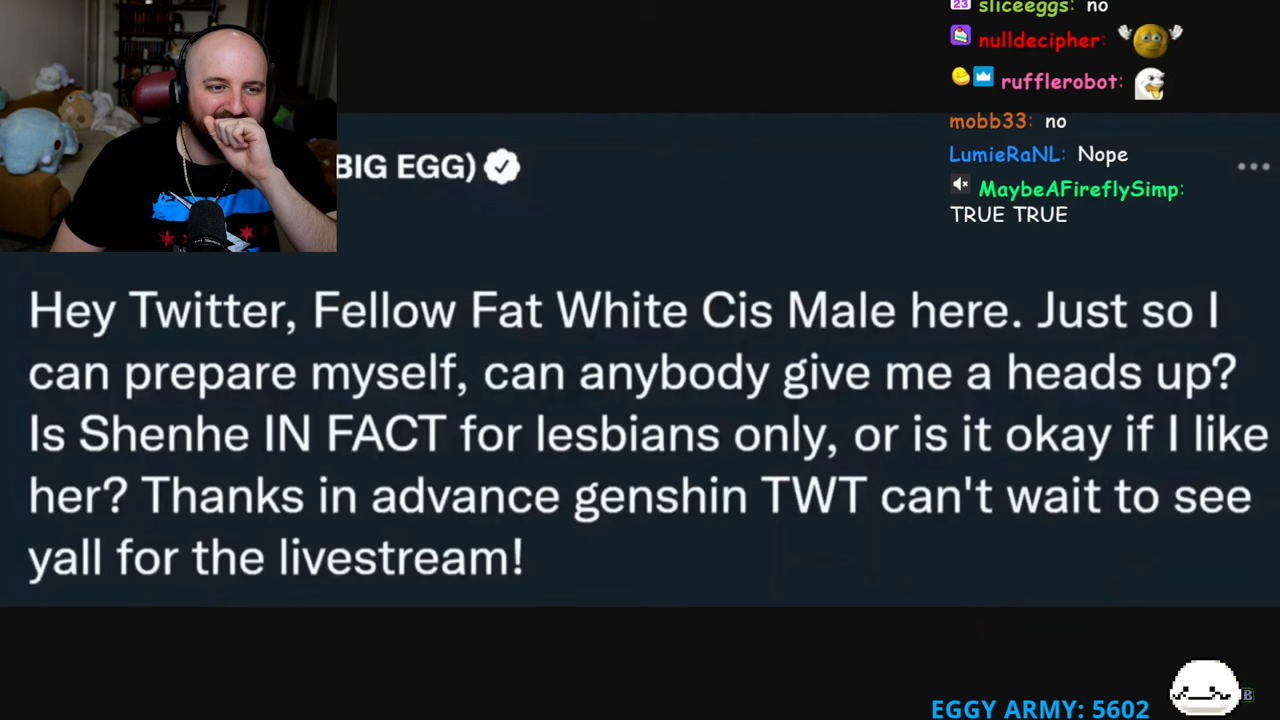 sliceeggs: no
nulldecipher:
rufflerobot:
mobb33: no
LumieRaNL: Nope
MaybeAFireflySimp:
TRUE TRUE
BIG EGG)
Hey Twitter, Fellow Fat White Cis Male here. Just so I
can prepare myself, can anybody give me a heads up?
Is Shenhe IN FACT for lesbians only, or is it okay if I like
her? Thanks in advance genshin TWT can't wait to see
yall for the livestream!
EGGY ARMY: 5602
B